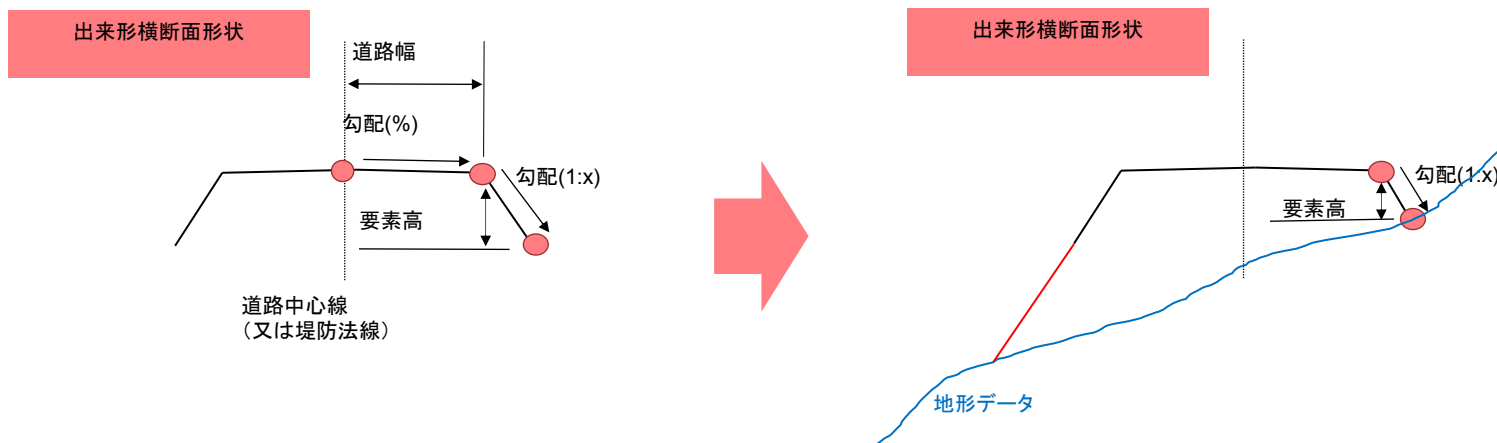 出来形横断面形状
道路幅
勾配(%)
勾配(1:x)
要素高
道路中心線
（又は堤防法線）
出来形横断面形状
勾配(1:x)
要素高
地形データ